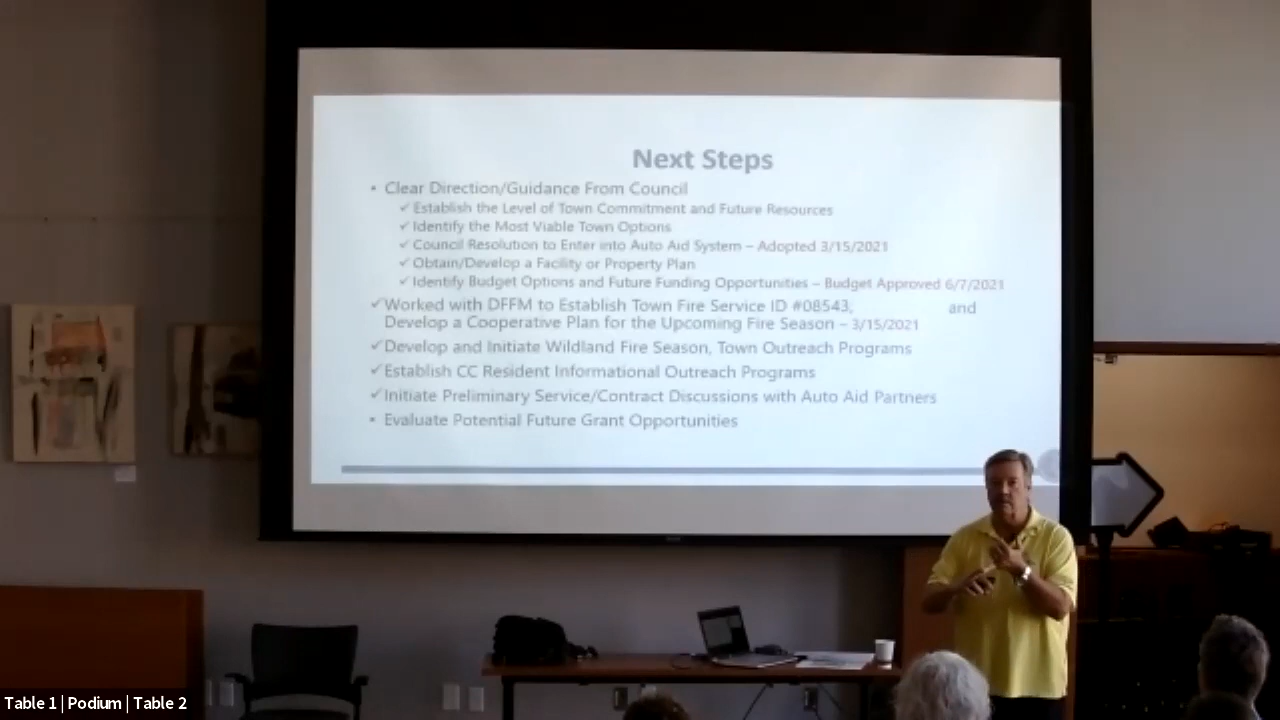 Next Steps
• Clear Direction/Guidance From Council
✓ Establish the Level of Town Commitment and Future Resources
✓ Identify the Most Viable Town Options
✓ Council Resolution to Enter into Auto Aid System – Adopted 3/15/2021
✓ Obtain/Develop a Facility or Property Plan
✓ Identify Budget Options and Future Funding Opportunities – Budget Approved 6/7/2021
✓ Worked with DFFM to Establish Town Fire Service ID #08543, and
Develop a Cooperative Plan for the Upcoming Fire Season – 3/15/2021
✓ Develop and Initiate Wildland Fire Season, Town Outreach Programs
✓ Establish CC Resident Informational Outreach Programs
✓ Initiate Preliminary Service/Contract Discussions with Auto Aid Partners
• Evaluate Potential Future Grant Opportunities
Table 1 | Podium | Table 2